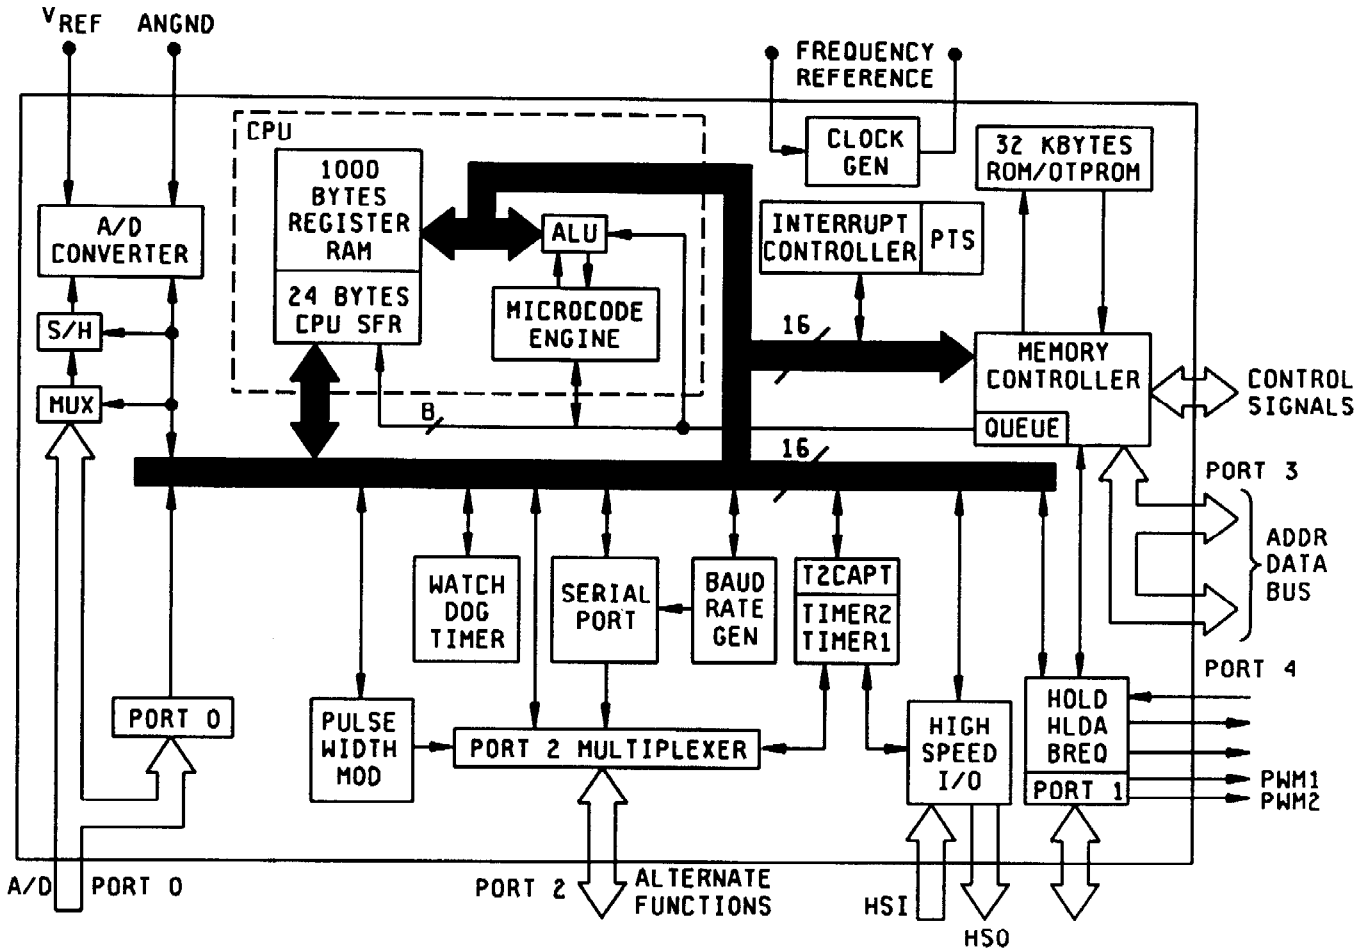 VREF
ANGND
FREQUENCY
REFERENCE
CPU
CLOCK
GEN
32 KBYTES
ROM/OTPROM
1000
BYTES
REGISTER
RAM
A/D
CONVERTER
ALU
INTERRUPT
CONTROLLER
PTS
24 BYTES
CPU SFR
MICROCODE
ENGINE
S/H
16
MEMORY
CONTROLLER
CONTROL
SIGNALS
MUX
8
QUEUE
16
PORT 3
ADDR
DATA
BUS
WATCH
DOG
TIMER
SERIAL
PORT
BAUD
RATE
GEN
T2CAPT
TIMER2
TIMER1
PORT 4
PORT 0
PULSE
WIDTH
MOD
PORT 2 MULTIPLEXER
HIGH
SPEED
I/O
HOLD
HLDA
BREQ
PORT 1
PWM1
PWM2
A/D
PORT 0
PORT 2
ALTERNATE
FUNCTIONS
HSI
HSO